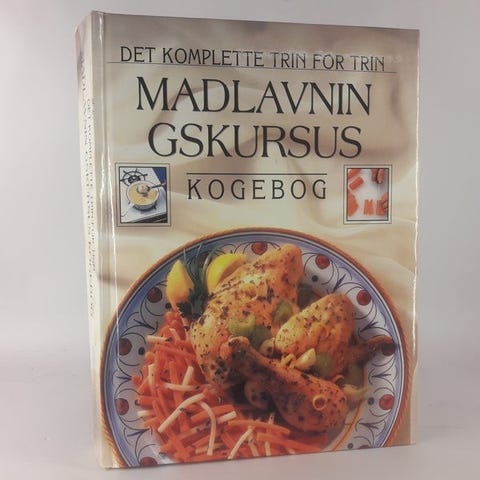 DET KOMPLETTE TRIN FOR TRIN
MADLAVNIN
GSKURSUS
KOGEBOG